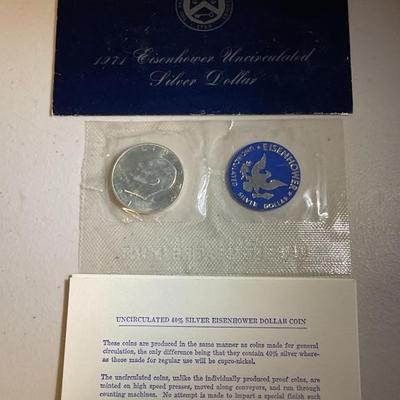 1971 Eisenhower Uncirculated
Silver Dollar
UNCIRCULATED ★ EISENHOWER ★
SILVER DOLLAR
UNCIRCULATED 40% SILVER EISENHOWER DOLLAR COIN
These coins are produced in the same manner as coins made for general
circulation, the only difference being that they contain 40% silver where-
as those made for regular use will be cupro-nickel.
The uncirculated coins, unlike the individually produced proof coins, are
minted on high speed presses, moved along conveyors, and run through
counting machines. No attempt is made to impart a special finish such